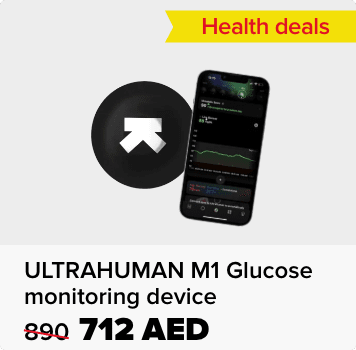 Health deals
ULTRAHUMAN M1 Glucose
monitoring device
890 712 AED